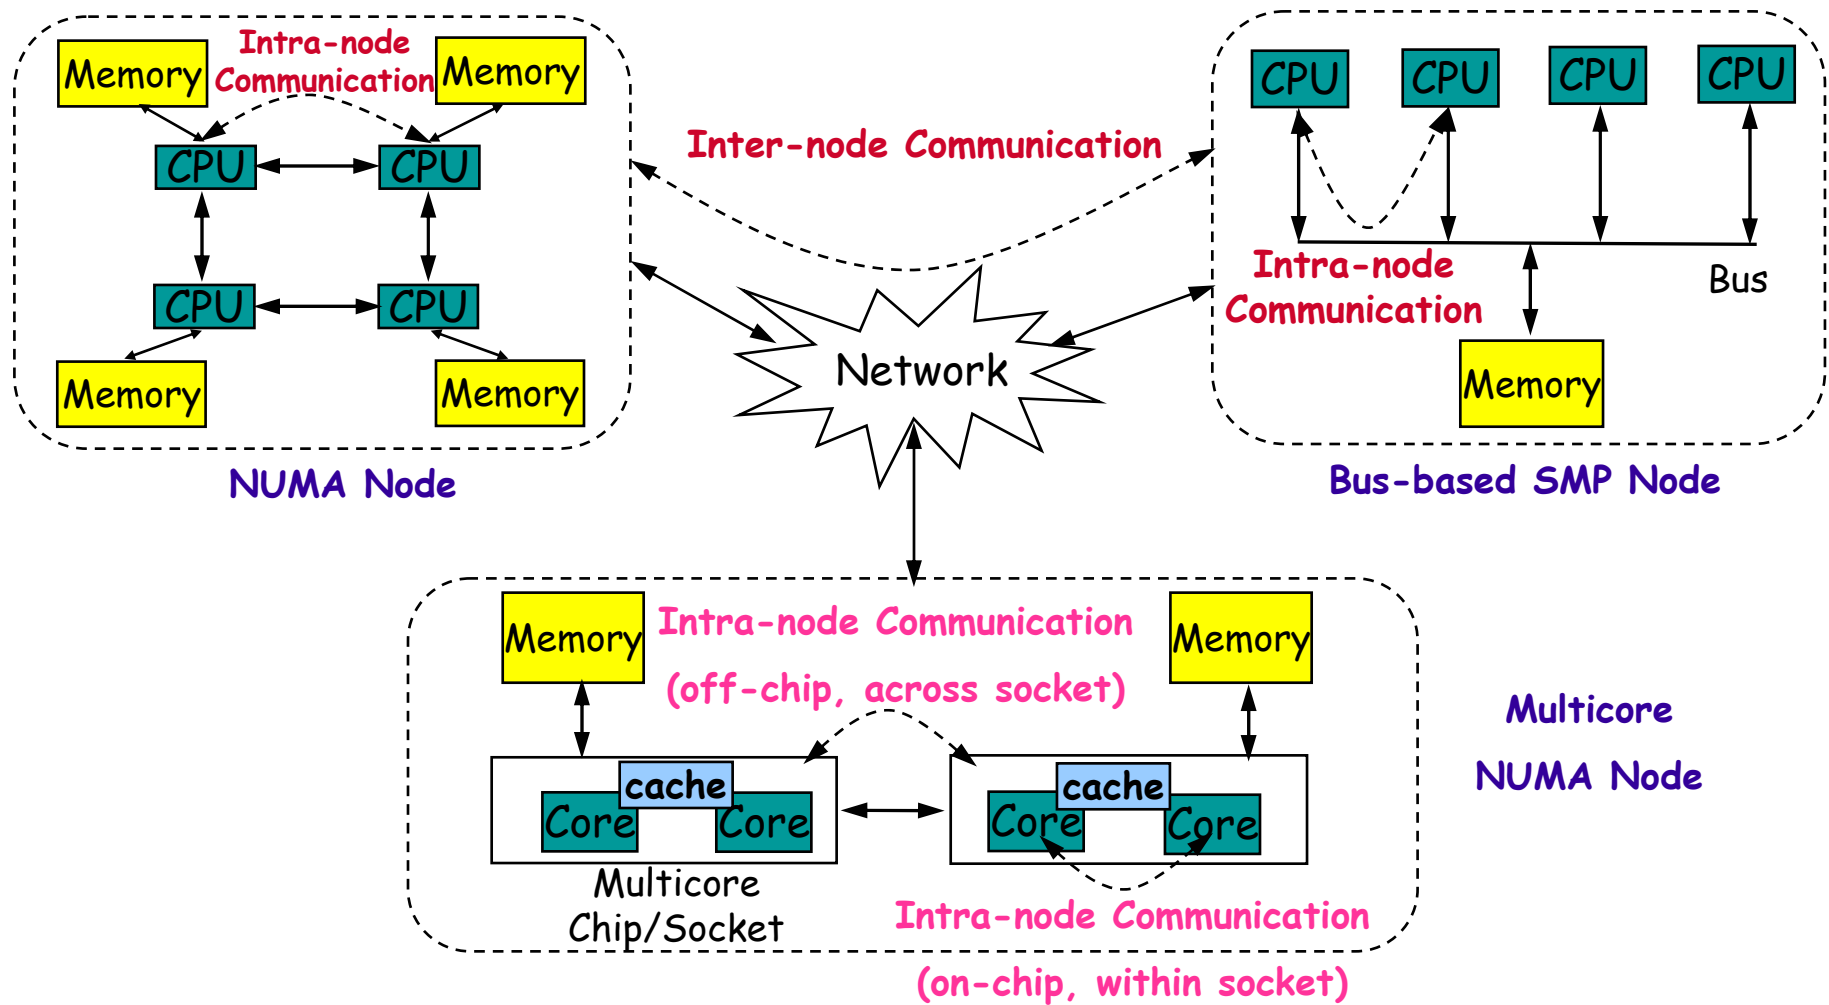 Intra-node
Communication
Memory
Memory
CPU
CPU
CPU
CPU
Memory
Memory
NUMA Node
Inter-node Communication
Network
CPU
CPU
CPU
CPU
Intra-node
Communication
Bus
Memory
Bus-based SMP Node
Memory
Intra-node Communication
(off-chip, across socket)
Memory
cache
Core
Core
cache
Core
Core
Multicore
Chip/Socket
Intra-node Communication
(on-chip, within socket)
Multicore
NUMA Node